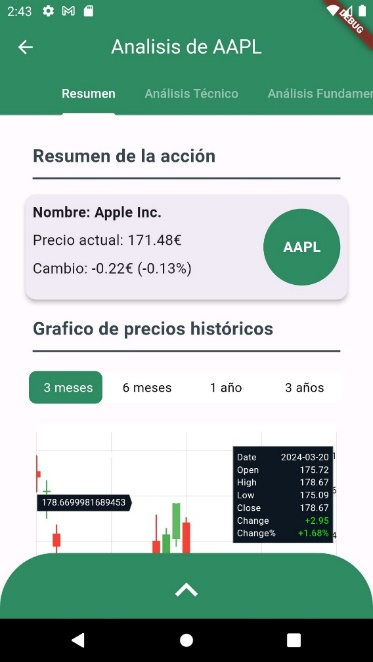 2:43
DEBUG
Analisis de AAPL
Resumen
Análisis Técnico
Análisis Fundamen
Resumen de la acción
Nombre: Apple Inc.
Precio actual: 171.48€
Cambio: -0.22€ (-0.13%)
AAPL
Grafico de precios históricos
3 meses
6 meses
1 año
3 años
178.6699981689453
Date 2024-03-20
Open 175.72
High 178.67
Low 175.09
Close 178.67
Change +2.95
Change% +1.68%